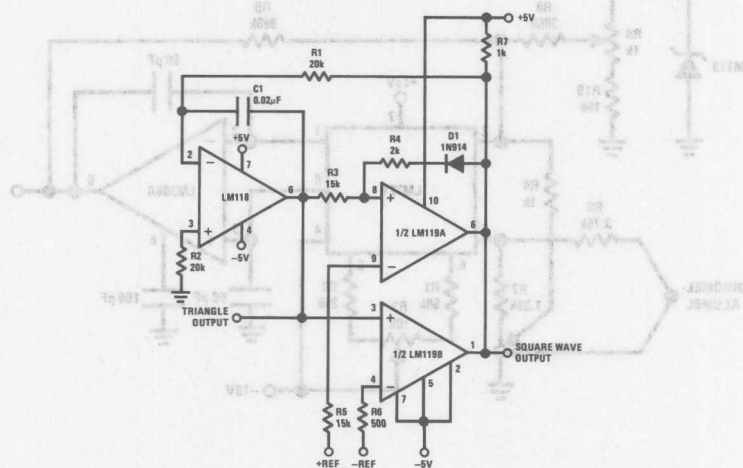 +5V
R7
1k
R1
20k
C1
0.02μF
+5V
R4
2k
D1
1N914
2
7
LM118
6
R3
15k
8
10
3
4
-5V
1/2 LM119A
6
R2
20k
9
TRIANGLE
OUTPUT
3
1/2 LM119B
1
SQUARE WAVE
OUTPUT
4
7
5
2
R5
15k
R6
500
+REF
-REF
-5V